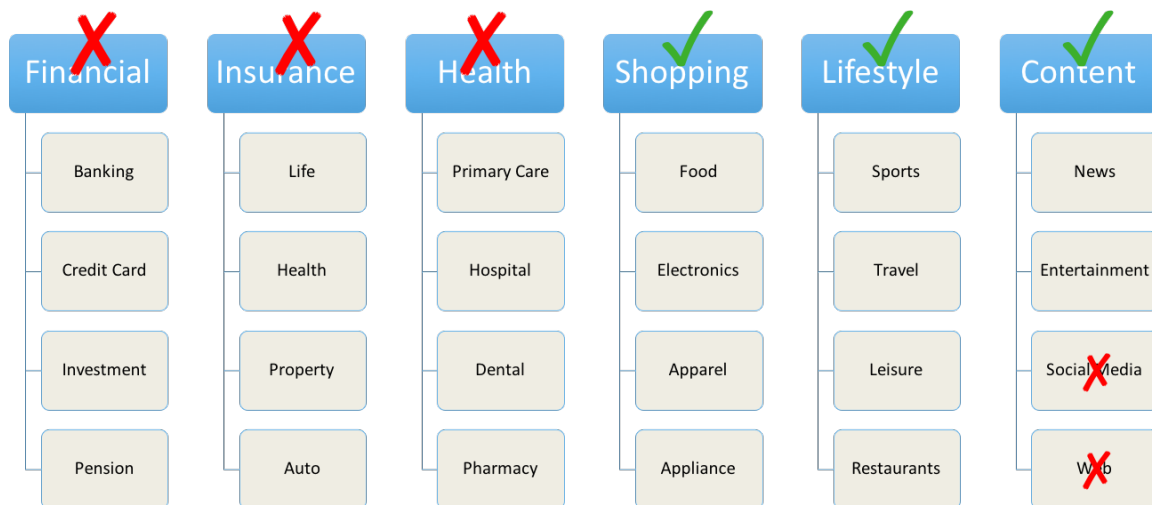 Financial
Insurance
Health
Shopping
Lifestyle
Content
Banking
Life
Primary Care
Food
Sports
News
Credit Card
Health
Hospital
Electronics
Travel
Entertainment
Investment
Property
Dental
Apparel
Leisure
Social Media
Pension
Auto
Pharmacy
Appliance
Restaurants
Web